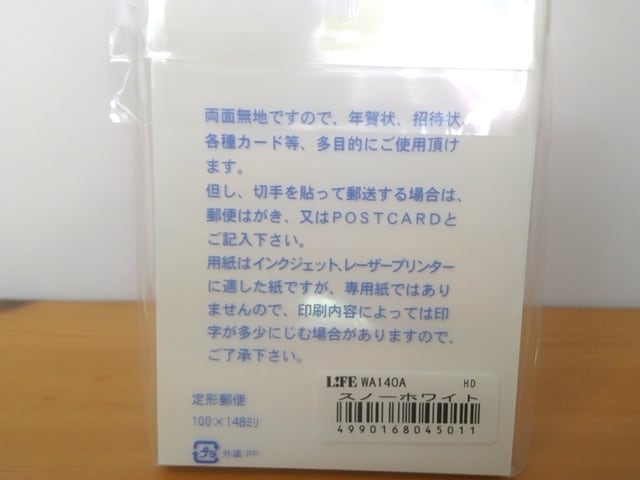 両面無地ですので、年賀状、招待状、
各種カード等、多目的にご使用頂け
ます。
但し、切手を貼って郵送する場合は、
郵便はがき、又はPOSTCARDと
ご記入下さい。
用紙はインクジェット、レーザープリンター
に適した紙ですが、専用紙ではあり
ませんので、印刷内容によっては印
字が多少にじむ場合がありますので、
ご了承下さい。
L!FE WA140A HD
スノーホワイト
4990168045011
定形郵便
100×148ミリ
プラ 外装:PP